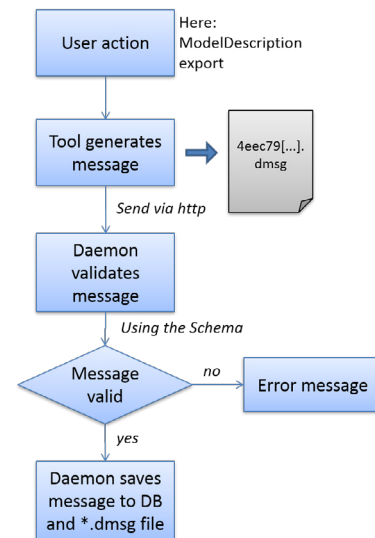 User action
Here:
ModelDescription
export
Tool generates
message
4eec79[...].
dmsg
Send via http
Daemon
validates
message
Using the Schema
Message
valid
no
Error message
yes
Daemon saves
message to DB
and *.dmsg file